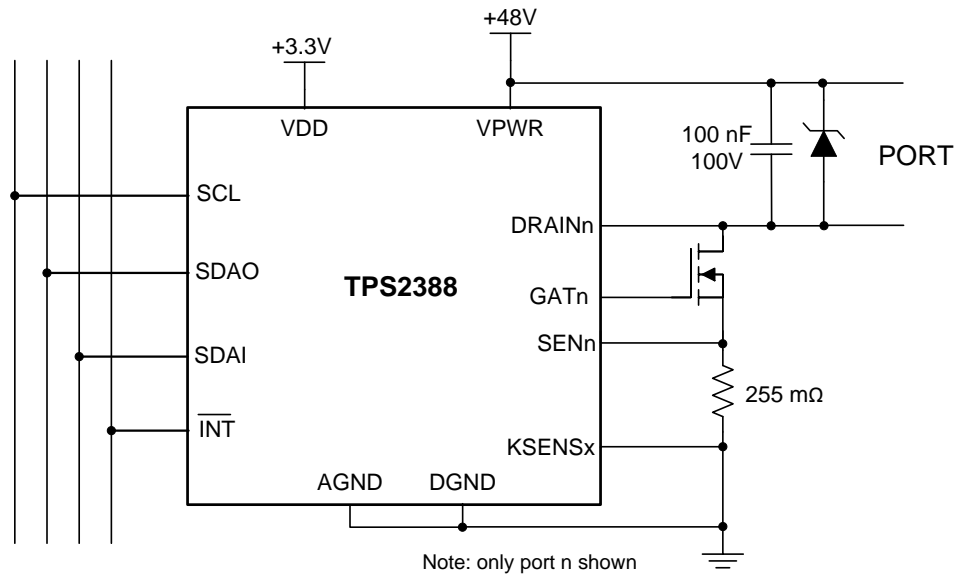 +48V
+3.3V
VDD
VPWR
100 nF
100V
PORT
SCL
DRAINn
SDAO
TPS2388
GATn
SENn
SDAI
255 mΩ
INT
KSENSx
AGND
DGND
Note: only port n shown